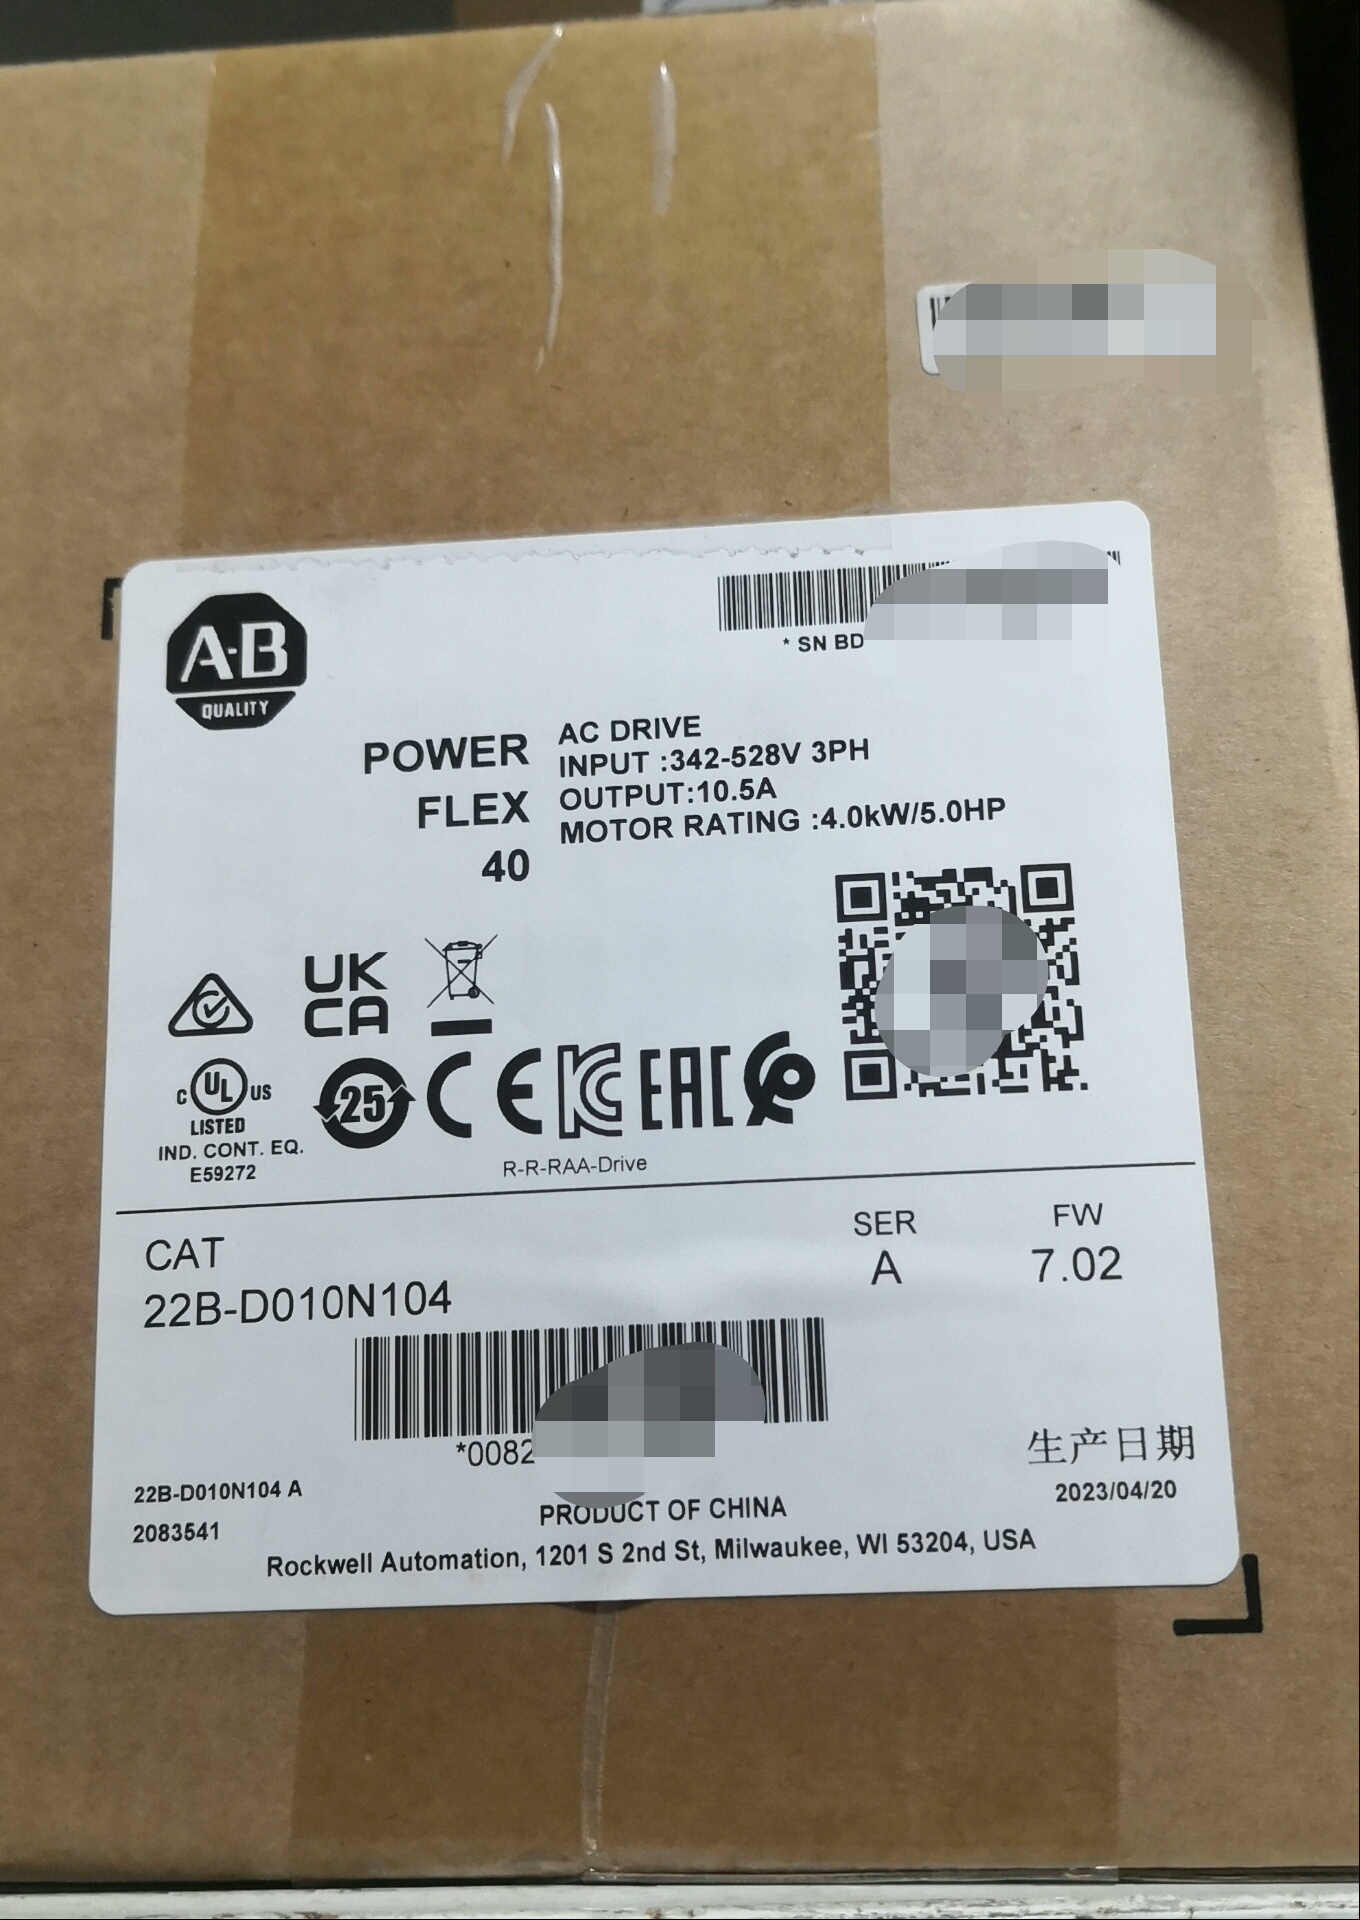 A-B
QUALITY
* SN BD
POWER
FLEX
40
AC DRIVE
INPUT :342-528V 3PH
OUTPUT:10.5A
MOTOR RATING :4.0kW/5.0HP
UK
CA
C UL US
LISTED
IND. CONT. EQ.
E59272
25
CE
KC
EAC
R-R-RAA-Drive
CAT
22B-D010N104
SER
A
FW
7.02
*0082
22B-D010N104 A
2083541
生产日期
2023/04/20
PRODUCT OF CHINA
Rockwell Automation, 1201 S 2nd St, Milwaukee, WI 53204, USA